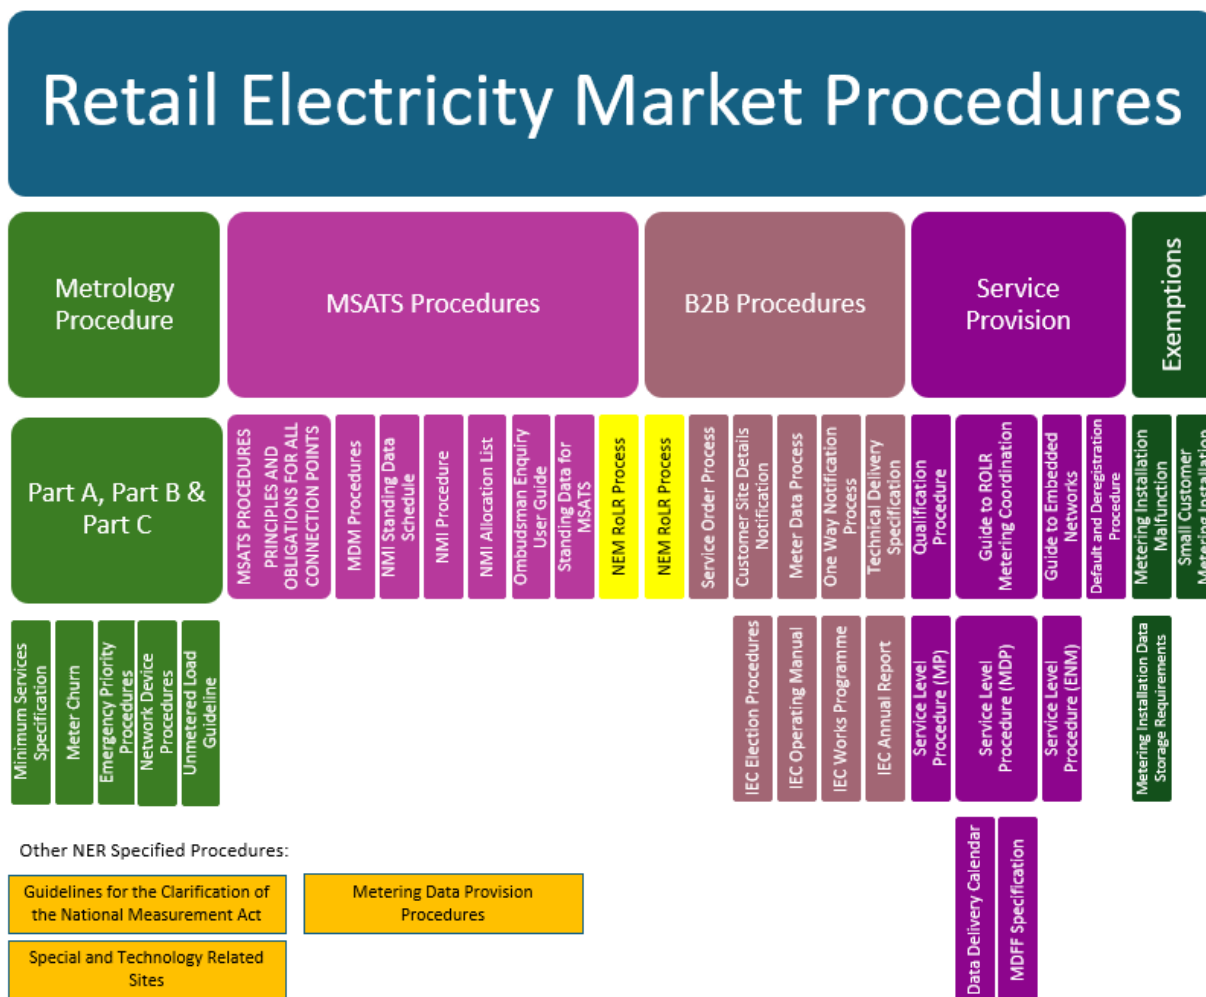 Retail Electricity Market Procedures
Metrology
Procedure
MSATS Procedures
B2B Procedures
Service
Provision
Exemptions
Part A, Part B &
Part C
MSATS PROCEDURES
PRINCIPLES AND
OBLIGATIONS FOR ALL
CONNECTION POINTS
MDM Procedures
NMI Standing Data
Schedule
NMI Procedure
NMI Allocation List
Ombudsman Enquiry
User Guide
Standing Data for
MSATS
NEM RoLR Process
NEM RoLR Process
Service Order Process
Customer Site Details
Notification
Meter Data Process
One Way Notification
Process
Technical Delivery
Specification
Qualification
Procedure
Guide to ROLR
Metering Coordination
Guide to Embedded
Networks
Default and Deregistration
Procedure
Metering Installation
Malfunction
Small Customer
Metering Installation
Minimum Services
Specification
Meter Churn
Emergency Priority
Procedures
Network Device
Procedures
Unmetered Load
Guideline
IEC Election Procedures
IEC Operating Manual
IEC Works Programme
IEC Annual Report
Service Level
Procedure (MP)
Service Level
Procedure (MDP)
Service Level
Procedure (ENM)
Metering Installation Data
Storage Requirements
Data Delivery Calendar
MDFF Specification
Other NER Specified Procedures:
Guidelines for the Clarification of
the National Measurement Act
Metering Data Provision
Procedures
Special and Technology Related
Sites